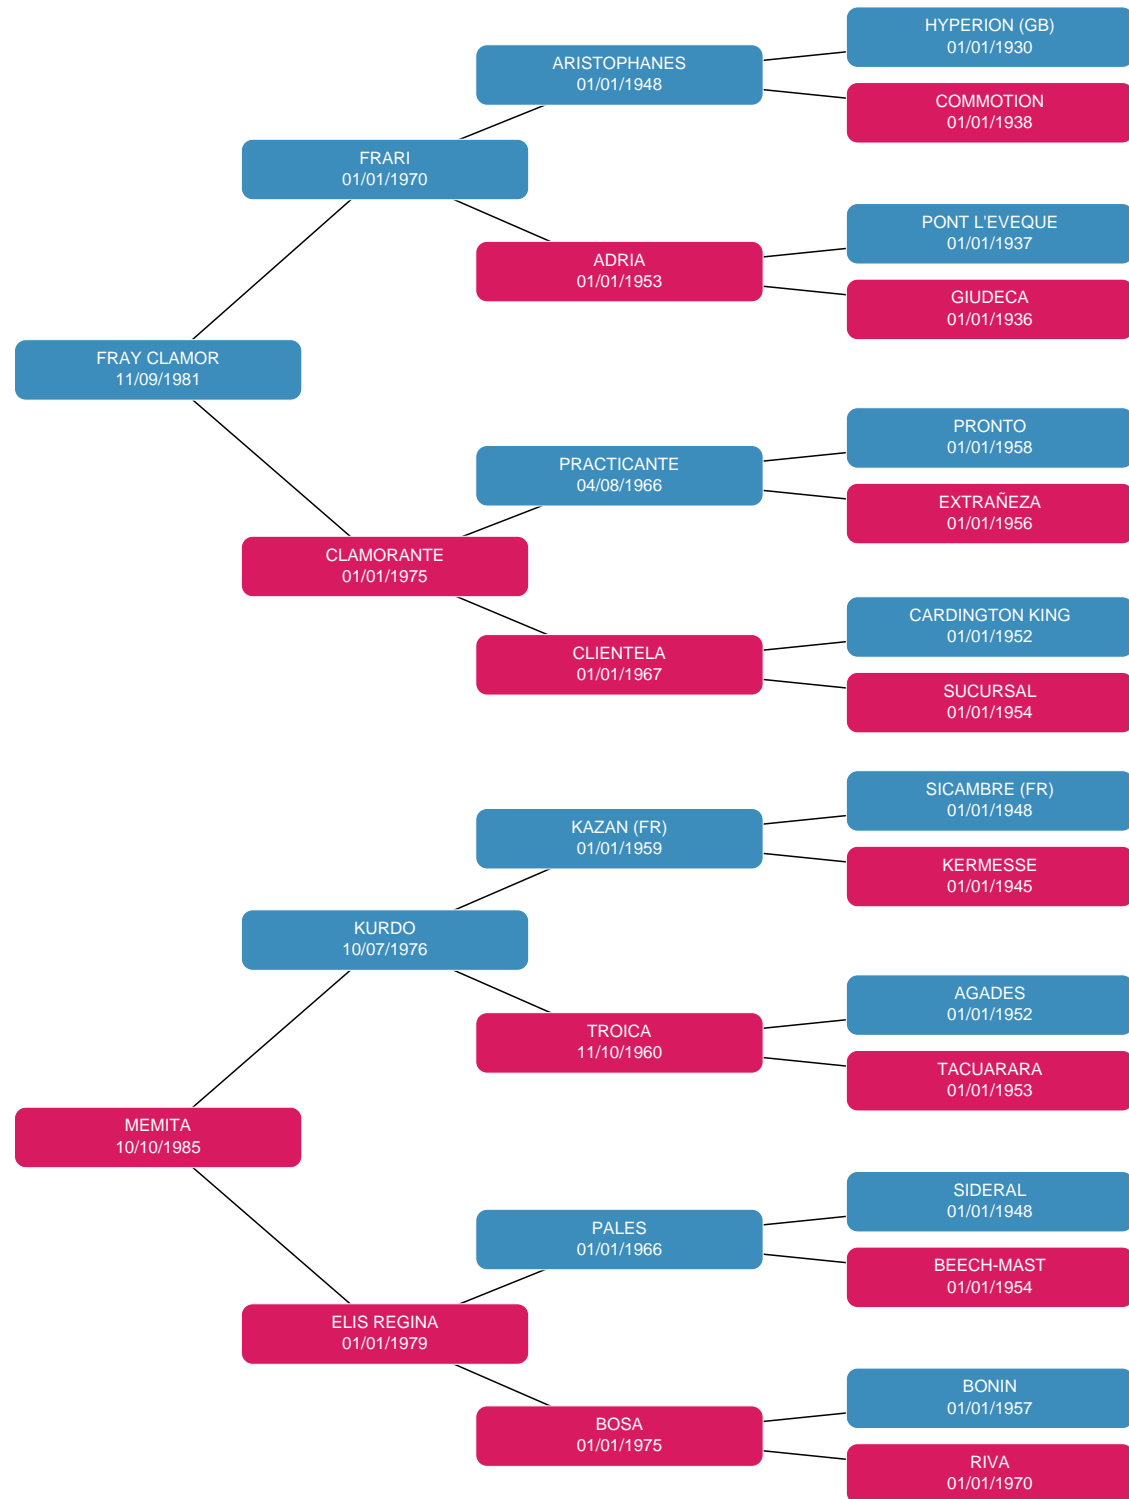 HYPERION (GB)
01/01/1930
ARISTOPHANES
01/01/1948
COMMOTION
01/01/1938
FRARI
01/01/1970
PONT L'EVEQUE
01/01/1937
ADRIA
01/01/1953
GIUDECA
01/01/1936
FRAY CLAMOR
11/09/1981
PRONTO
01/01/1958
PRACTICANTE
04/08/1966
EXTRAÑEZA
01/01/1956
CLAMORANTE
01/01/1975
CARDINGTON KING
01/01/1952
CLIENTELA
01/01/1967
SUCURSAL
01/01/1954
SICAMBRE (FR)
01/01/1948
KAZAN (FR)
01/01/1959
KERMESSE
01/01/1945
KURDO
10/07/1976
AGADES
01/01/1952
TROICA
11/10/1960
TACUARARA
01/01/1953
MEMITA
10/10/1985
SIDERAL
01/01/1948
PALES
01/01/1966
BEECH-MAST
01/01/1954
ELIS REGINA
01/01/1979
BONIN
01/01/1957
BOSA
01/01/1975
RIVA
01/01/1970